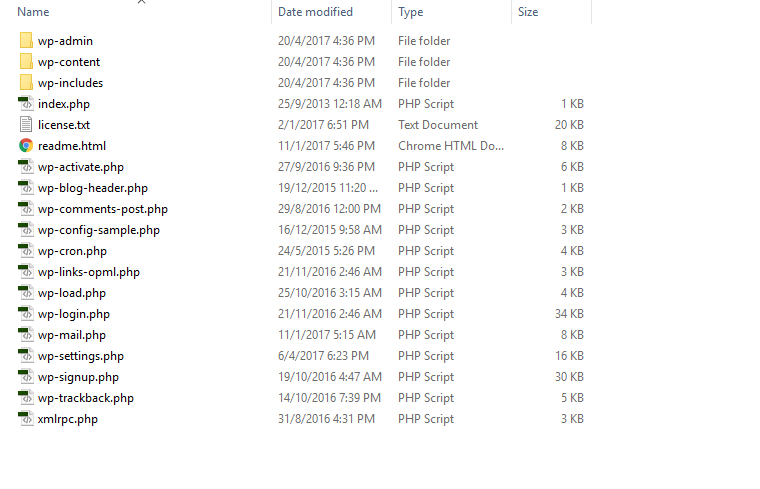 Name Date modified Type Size
wp-admin 20/4/2017 4:36 PM File folder
wp-content 20/4/2017 4:36 PM File folder
wp-includes 20/4/2017 4:36 PM File folder
index.php 25/9/2013 12:18 AM PHP Script 1 KB
license.txt 2/1/2017 6:51 PM Text Document 20 KB
readme.html 11/1/2017 5:46 PM Chrome HTML Do... 8 KB
wp-activate.php 27/9/2016 9:36 PM PHP Script 6 KB
wp-blog-header.php 19/12/2015 11:20 ... PHP Script 1 KB
wp-comments-post.php 29/8/2016 12:00 PM PHP Script 2 KB
wp-config-sample.php 16/12/2015 9:58 AM PHP Script 3 KB
wp-cron.php 24/5/2015 5:26 PM PHP Script 4 KB
wp-links-opml.php 21/11/2016 2:46 AM PHP Script 3 KB
wp-load.php 25/10/2016 3:15 AM PHP Script 4 KB
wp-login.php 21/11/2016 2:46 AM PHP Script 34 KB
wp-mail.php 11/1/2017 5:15 AM PHP Script 8 KB
wp-settings.php 6/4/2017 6:23 PM PHP Script 16 KB
wp-signup.php 19/10/2016 4:47 AM PHP Script 30 KB
wp-trackback.php 14/10/2016 7:39 PM PHP Script 5 KB
xmlrpc.php 31/8/2016 4:31 PM PHP Script 3 KB